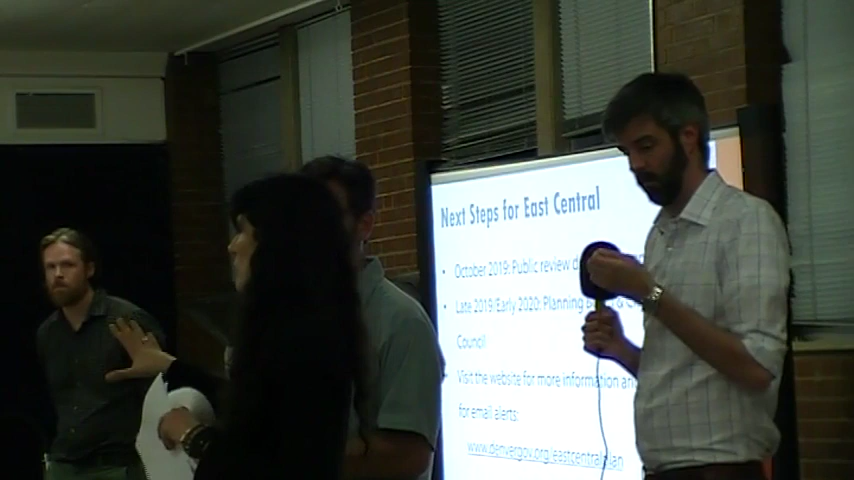 Next Steps for East Central
• October 2019: Public review
• Late 2019/Early 2020: Planning & 
Council
• Visit the website for more information
for email alerts:
www.denvergov.org/eastcentralplan